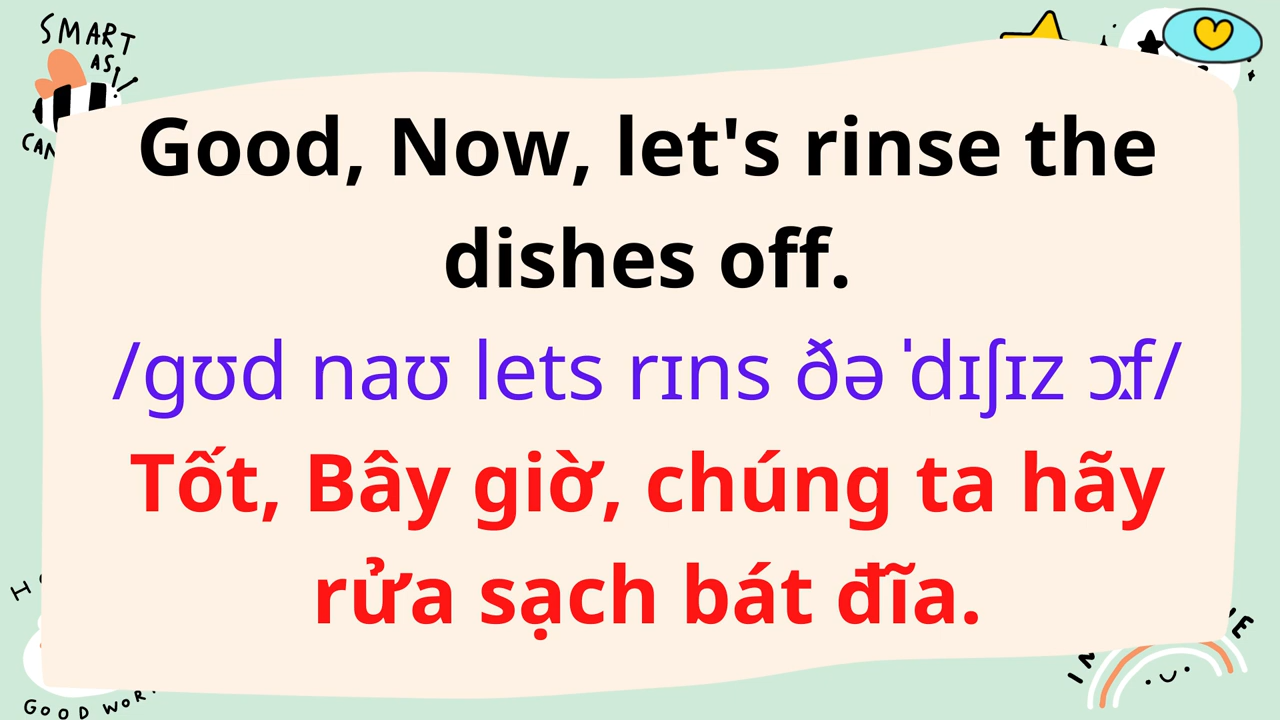 SMART
AS
Good, Now, let's rinse the
dishes off.
/gʊd naʊ lets rɪns ðə ˈdɪʃɪz ɔːf/
Tốt, Bây giờ, chúng ta hãy
rửa sạch bát đĩa.
GOOD